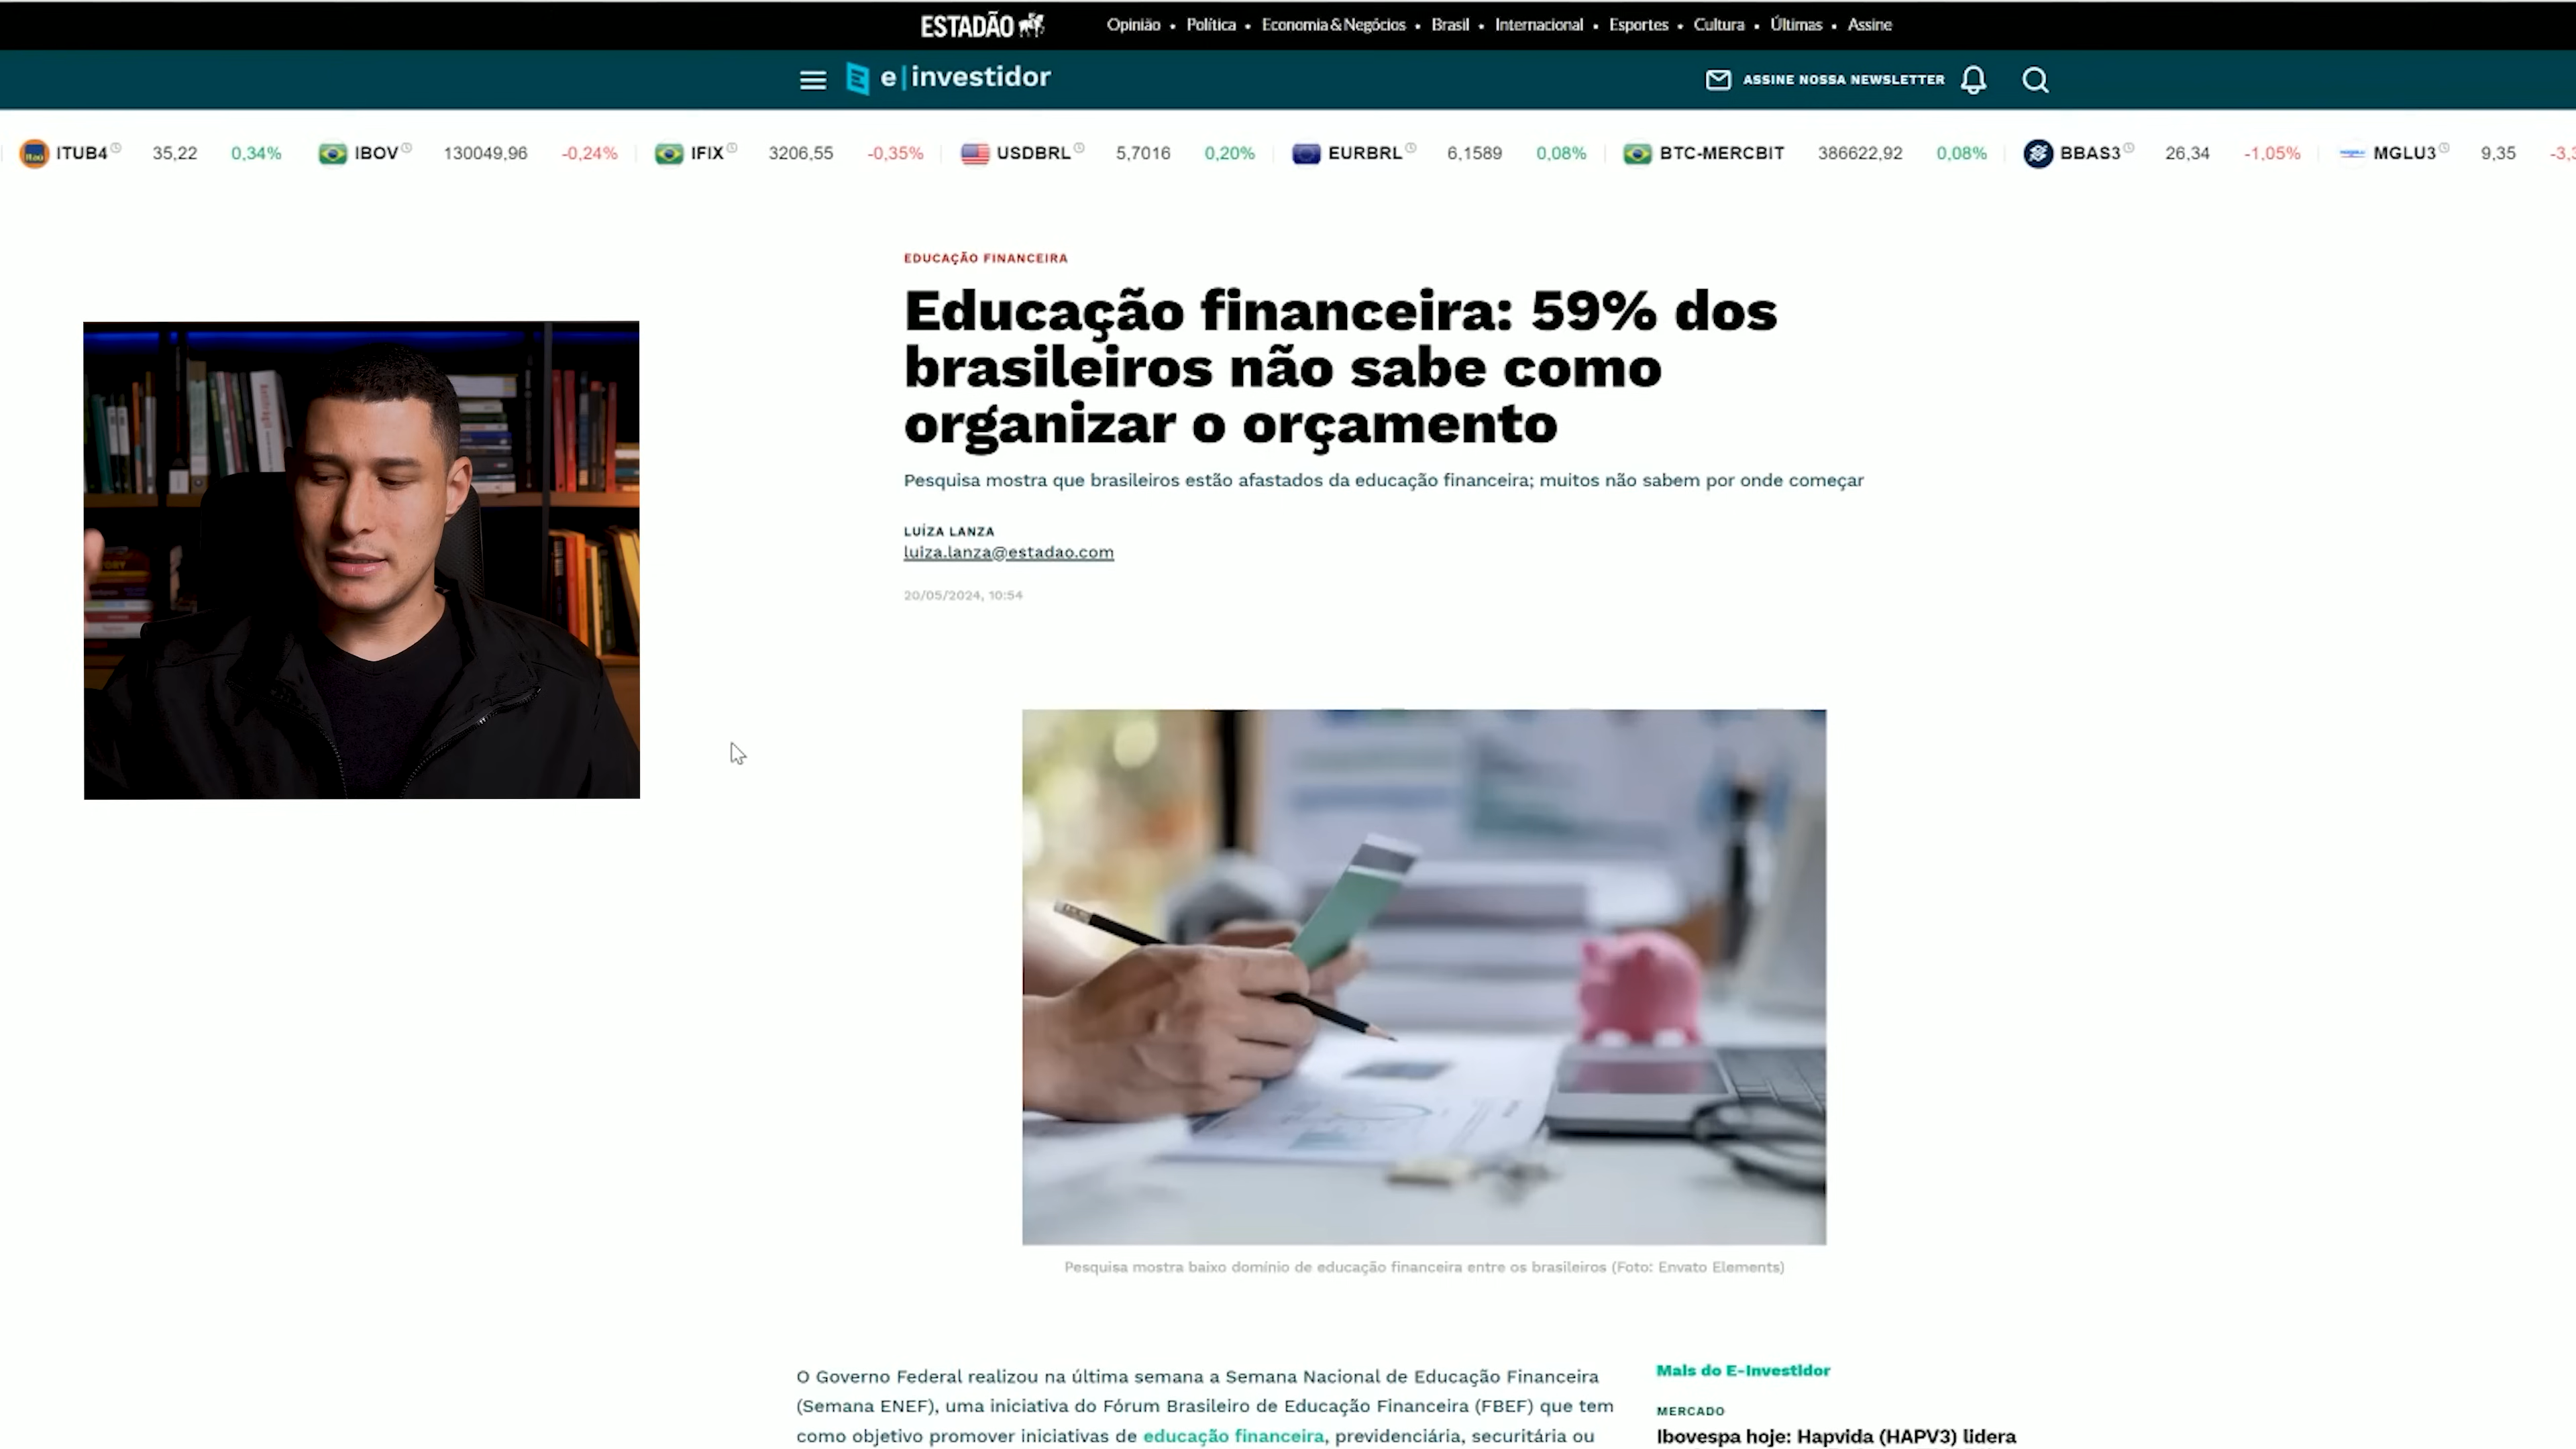 ESTADÃO
Opinião • Política • Economia & Negócios • Brasil • Internacional • Esportes • Cultura • Últimas • Assine
e|investidor
ASSINE NOSSA NEWSLETTER
ITUB4 35,22 0,34% IBOV 130049,96 -0,24% IFIX 3206,55 -0,35% USDBRL 5,7016 0,20% EURBRL 6,1589 0,08% BTC-MERCBIT 386622,92 0,08% BBAS3 26,34 -1,05% MGLU3 9,35
EDUCAÇÃO FINANCEIRA
Educação financeira: 59% dos
brasileiros não sabe como
organizar o orçamento
Pesquisa mostra que brasileiros estão afastados da educação financeira; muitos não sabem por onde começar
LUÍZA LANZA
luiza.lanza@estadao.com
20/05/2024, 10:54
Pesquisa mostra baixo domínio de educação financeira entre os brasileiros (Foto: Envato Elements)
O Governo Federal realizou na última semana a Semana Nacional de Educação Financeira
(Semana ENEF), uma iniciativa do Fórum Brasileiro de Educação Financeira (FBEF) que tem
como objetivo promover iniciativas de educação financeira, previdenciária, securitária ou
Mais do E-Investidor
MERCADO
Ibovespa hoje: Hapvida (HAPV3) lidera